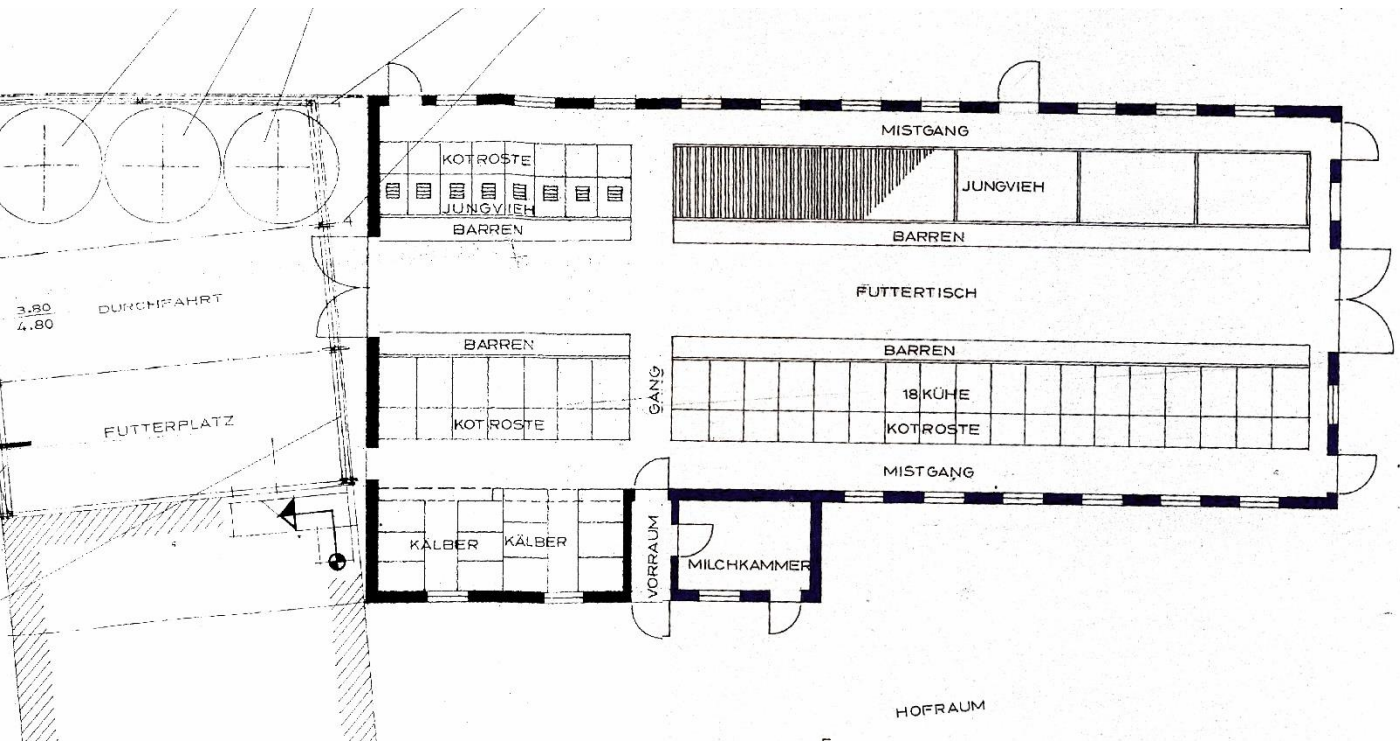 MISTGANG
KOTROSTE
JUNGVIEH
JUNGVIEH
BARREN
BARREN
3.80
4.80
DURCHFAHRT
FUTTERTISCH
BARREN
BARREN
GANG
18 KÜHE
FUTTERPLATZ
KOTROSTE
KOTROSTE
MISTGANG
KÄLBER
KÄLBER
VORRAUM
MILCHKAMMER
HOFRAUM